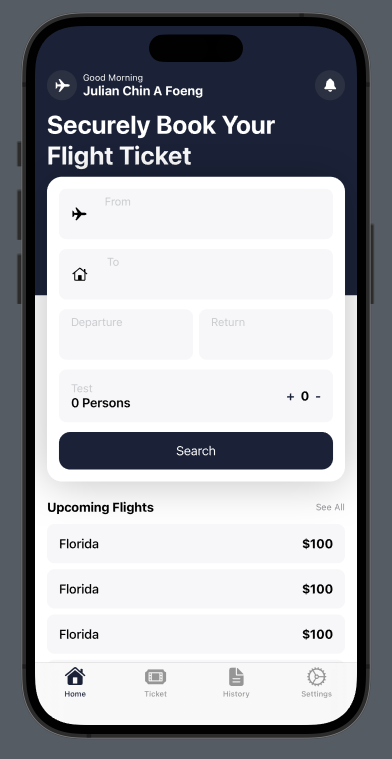 Good Morning
Julian Chin A Foeng
Securely Book Your
Flight Ticket
From
To
Departure Return
Test
0 Persons + 0 -
Search
Upcoming Flights See All
Florida $100
Florida $100
Florida $100
Home Ticket History Settings